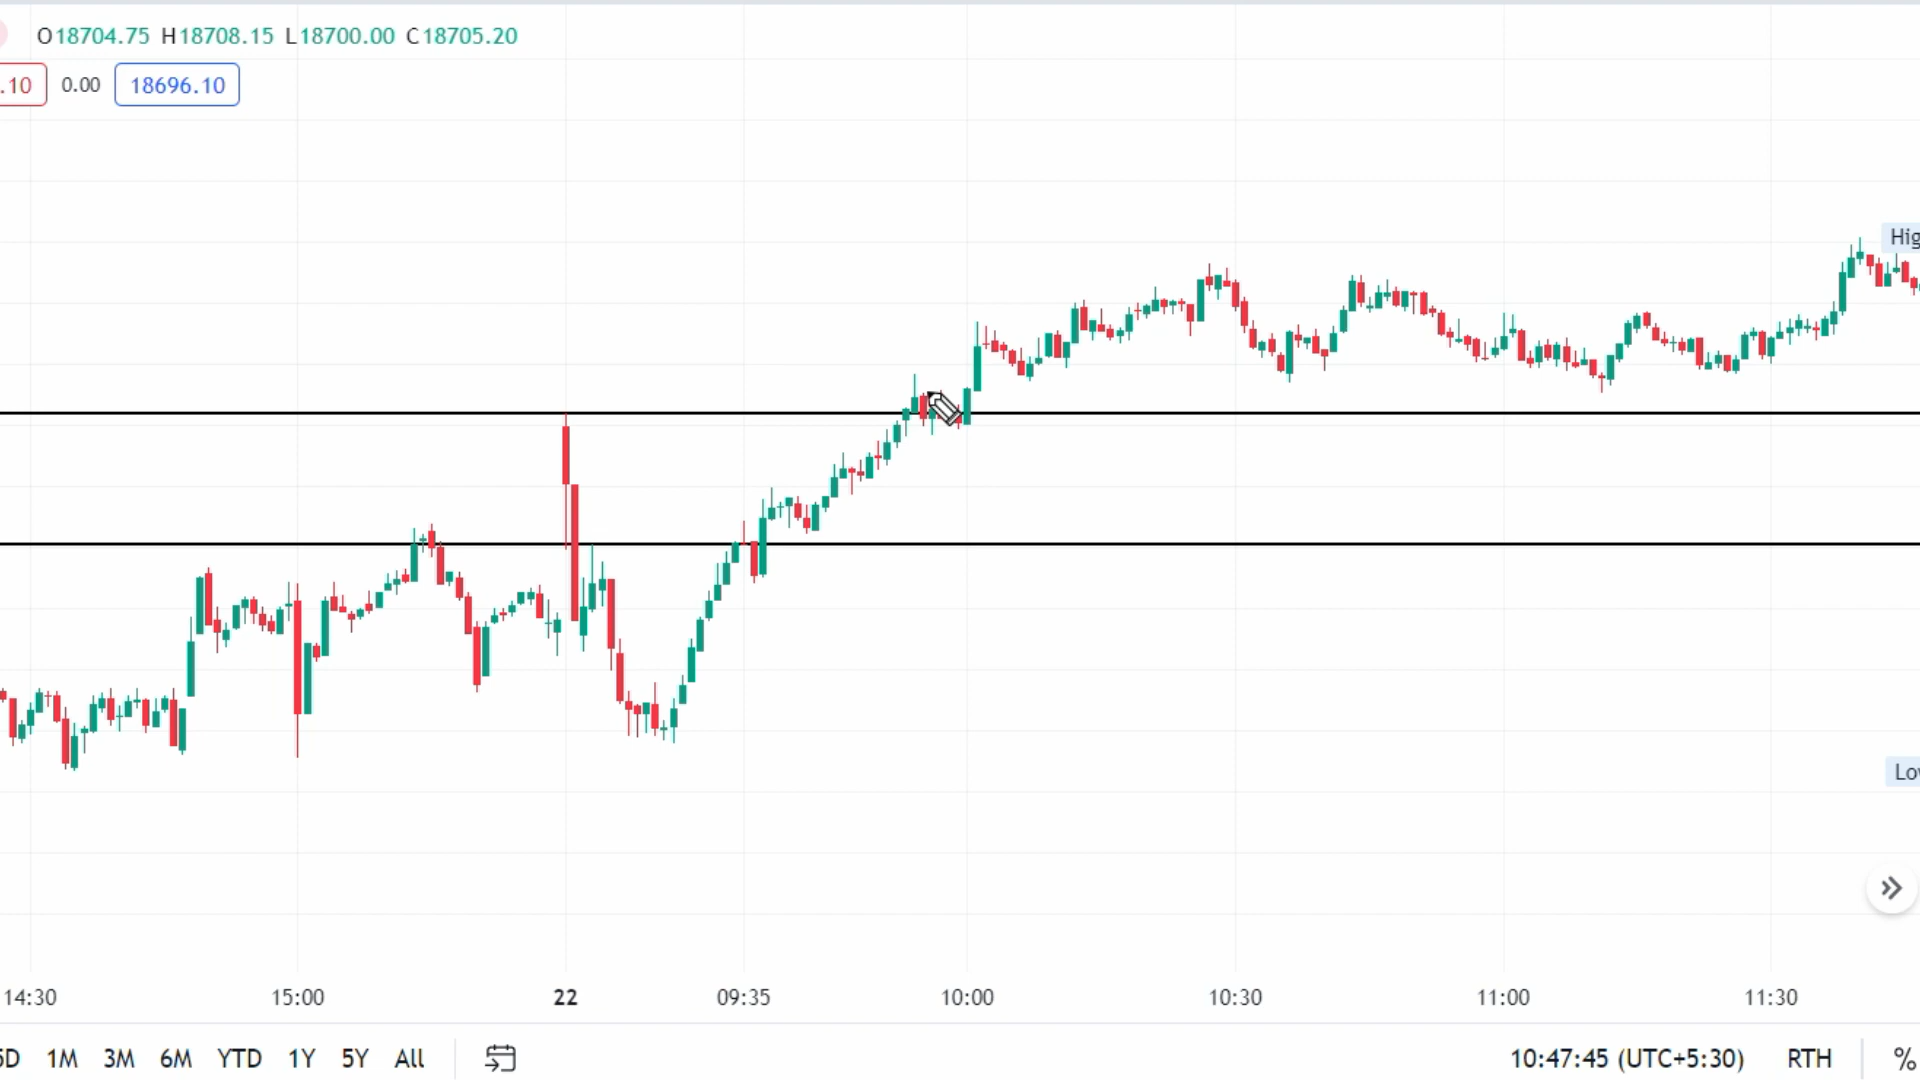 O18704.75 H18708.15 L18700.00 C18705.20
.10 0.00 18696.10
Hig
Lo
14:30 15:00 22 09:35 10:00 10:30 11:00 11:30
5D 1M 3M 6M YTD 1Y 5Y All 10:47:45 (UTC+5:30) RTH %